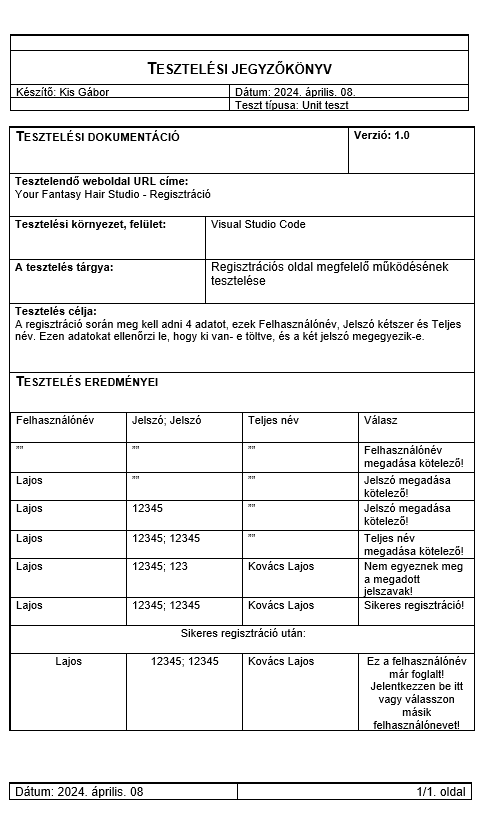 TESZTELÉSI JEGYZŐKÖNYV
Készítő: Kis Gábor
Dátum: 2024. április. 08.
Teszt típusa: Unit teszt
TESZTELÉSI DOKUMENTÁCIÓ
Verzió: 1.0
Tesztelendő weboldal URL címe:
Your Fantasy Hair Studio - Regisztráció
Tesztelési környezet, felület:
Visual Studio Code
A tesztelés tárgya:
Regisztrációs oldal megfelelő működésének
tesztelése
Tesztelés célja:
A regisztráció során meg kell adni 4 adatot, ezek Felhasználónév, Jelszó kétszer és Teljes
név. Ezen adatokat ellenőrzi le, hogy ki van- e töltve, és a két jelszó megegyezik-e.
TESZTELÉS EREDMÉNYEI
Felhasználónév
Jelszó; Jelszó
Teljes név
Válasz
""
""
""
Felhasználónév
megadása kötelező!
Lajos
""
""
Jelszó megadása
kötelező!
Lajos
12345
""
Jelszó megadása
kötelező!
Lajos
12345; 12345
""
Teljes név
megadása kötelező!
Lajos
12345; 123
Kovács Lajos
Nem egyeznek meg
a megadott
jelszavak!
Lajos
12345; 12345
Kovács Lajos
Sikeres regisztráció!
Sikeres regisztráció után:
Lajos
12345; 12345
Kovács Lajos
Ez a felhasználónév
már foglalt!
Jelentkezzen be itt
vagy válasszon
másik
felhasználónevet!
Dátum: 2024. április. 08
1/1. oldal